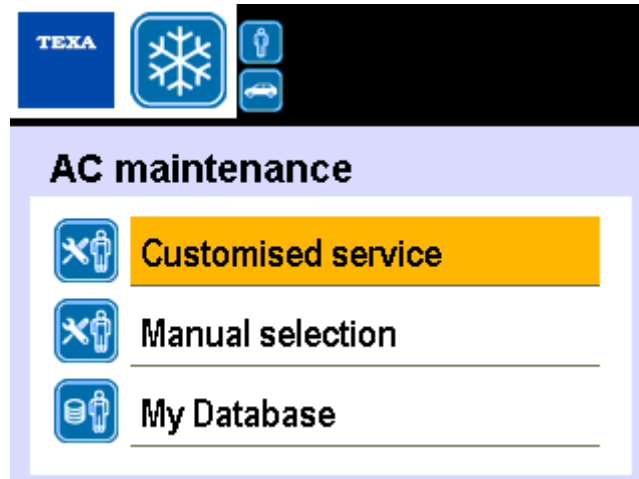 TEXA
AC maintenance
Customised service
Manual selection
My Database